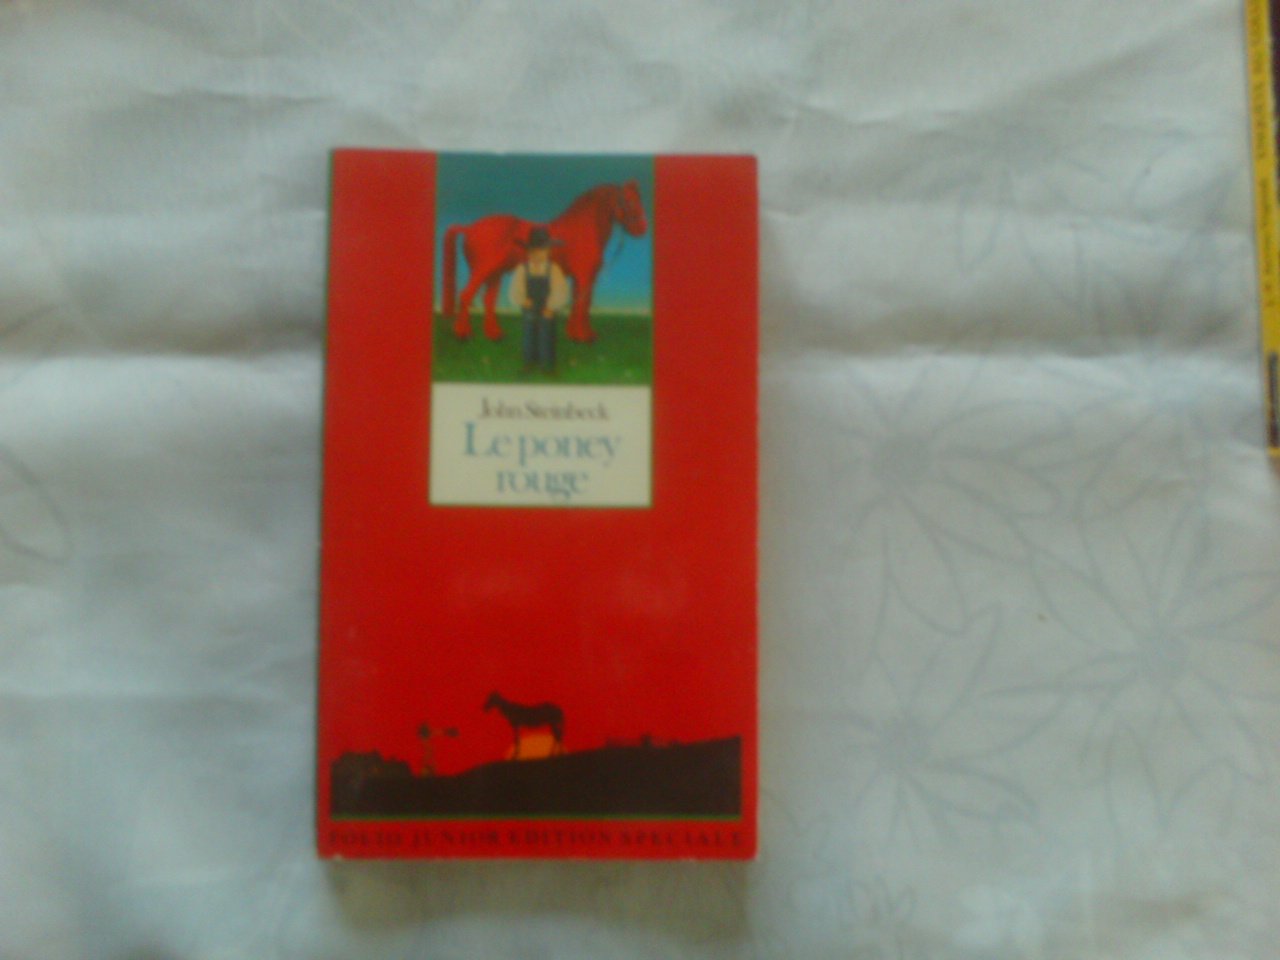 John Steinbeck
Le poney
rouge
FOLIO JUNIOR EDITION SPECIALE